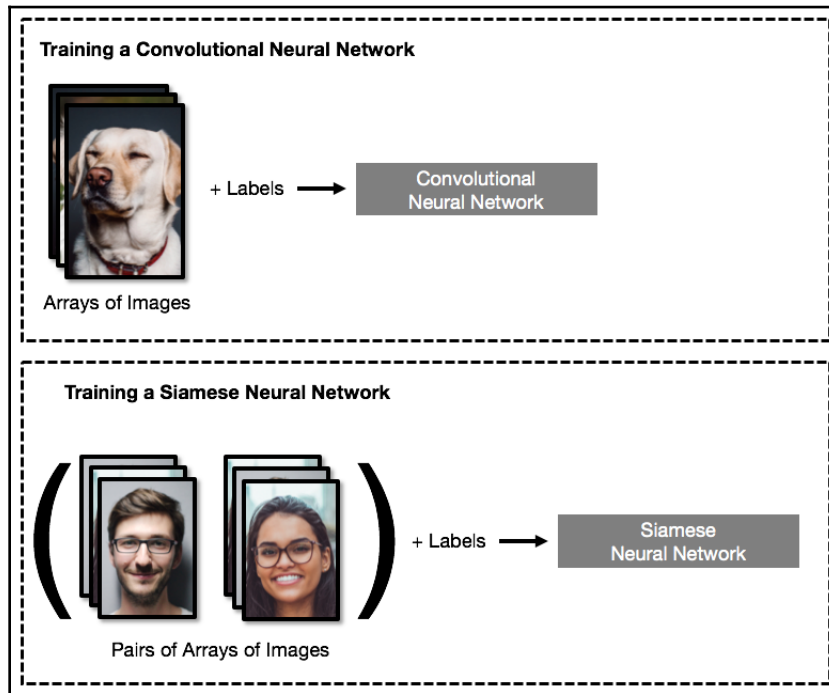 Training a Convolutional Neural Network
+ Labels
Convolutional
Neural Network
Arrays of Images
Training a Siamese Neural Network
+ Labels
Siamese
Neural Network
Pairs of Arrays of Images